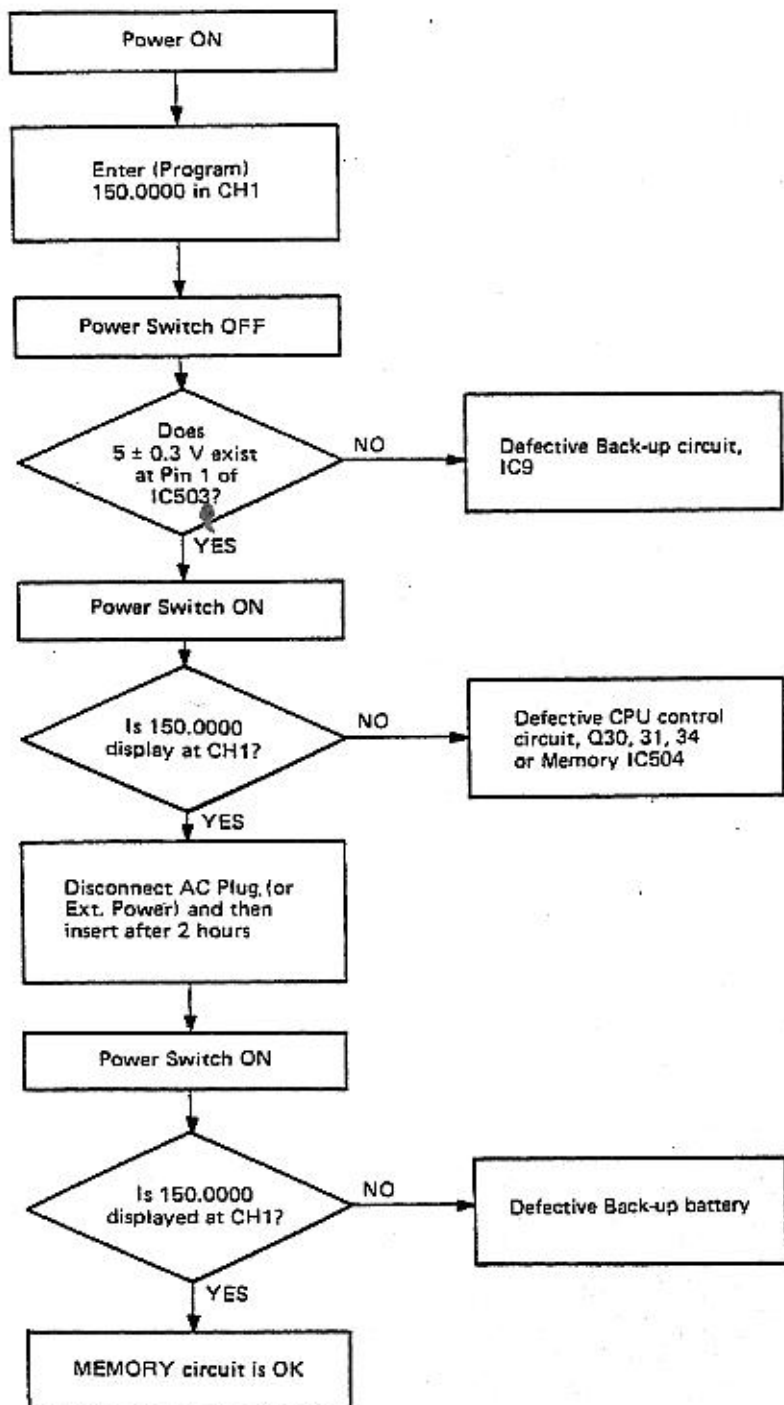 Power ON
Enter (Program)
150.0000 in CH1
Power Switch OFF
Does
5 ± 0.3 V exist
at Pin 1 of
IC503?
NO
Defective Back-up circuit,
IC9
YES
Power Switch ON
Is 150.0000
display at CH1?
NO
Defective CPU control
circuit, Q30, 31, 34
or Memory IC504
YES
Disconnect AC Plug, (or
Ext. Power) and then
insert after 2 hours
Power Switch ON
Is 150.0000
displayed at CH1?
NO
Defective Back-up battery
YES
MEMORY circuit is OK